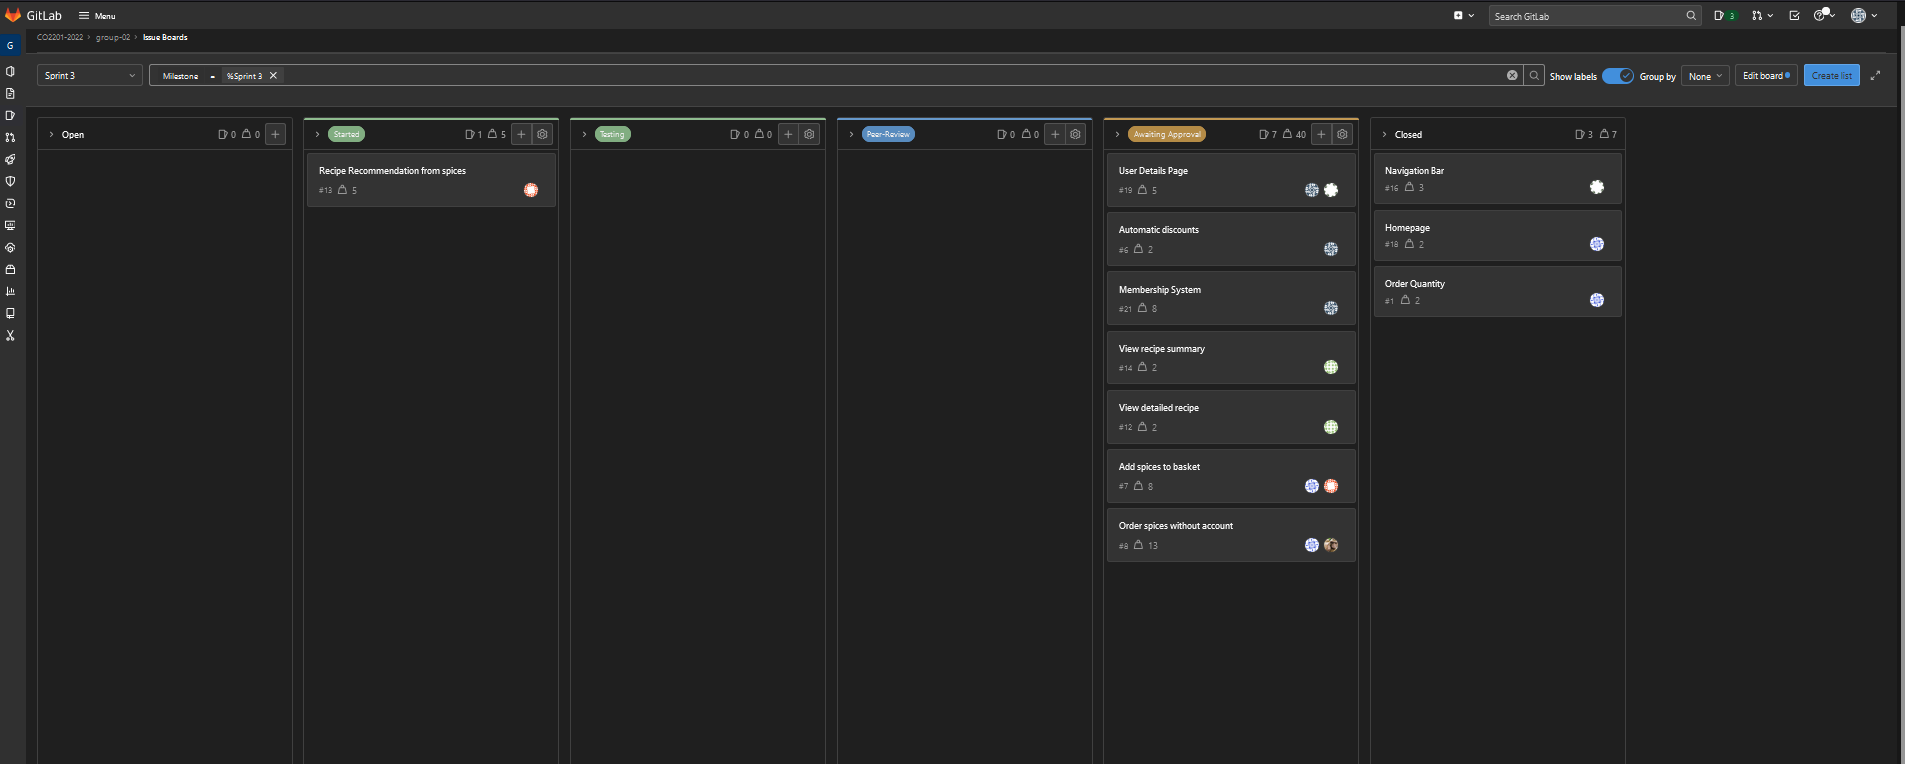 GitLab Menu Search GitLab 3
G CO2201-2022 › group-02 › Issue Boards
Sprint 3 Milestone = %Sprint 3 Show labels Group by None Edit board Create list
Open 0 0
Started 1 5
Recipe Recommendation from spices
#13 5
Testing 0 0
Peer-Review 0 0
Awaiting Approval 7 40
User Details Page
#19 5
Automatic discounts
#6 2
Membership System
#21 8
View recipe summary
#14 2
View detailed recipe
#12 2
Add spices to basket
#7 8
Order spices without account
#8 13
Closed 3 7
Navigation Bar
#16 3
Homepage
#18 2
Order Quantity
#1 2